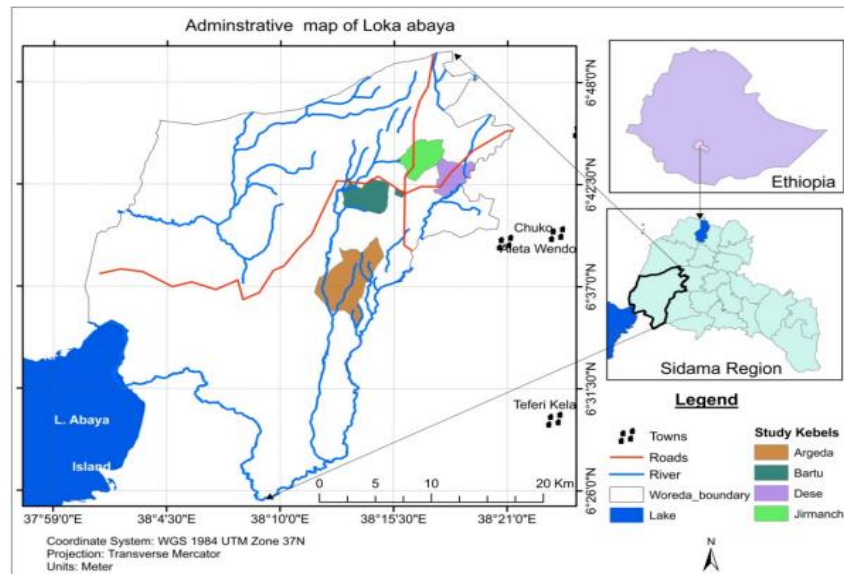 Adminstrative map of Loka abaya
6°48'0"N
6°42'30"N
6°37'0"N
6°31'30"N
6°26'0"N
Chuko
Aleta Wendo
Teferi Kela
L. Abaya
Island
0 5 10 20 Km
37°59'0"E 38°4'30"E 38°10'0"E 38°15'30"E 38°21'0"E
Coordinate System: WGS 1984 UTM Zone 37N
Projection: Transverse Mercator
Units: Meter
Ethiopia
Sidama Region
Legend
Towns
Roads
River
Woreda_boundary
Lake
Study Kebels
Argeda
Bartu
Dese
Jirmanch
N